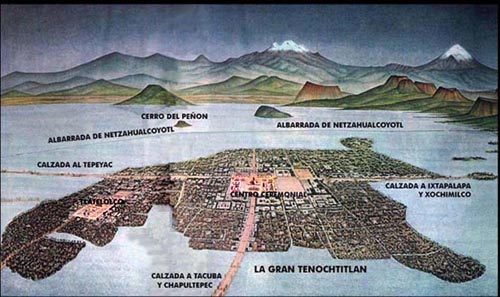 CERRO DEL PEÑON
ALBARRADA DE NETZAHUALCOYOTL
ALBARRADA DE NETZAHUALCOYOTL
CALZADA AL TEPEYAC
CALZADA A IXTAPALAPA
Y XOCHIMILCO
TLATELOLCO
CENTRO CEREMONIAL
CALZADA A TACUBA
Y CHAPULTEPEC
LA GRAN TENOCHTITLAN